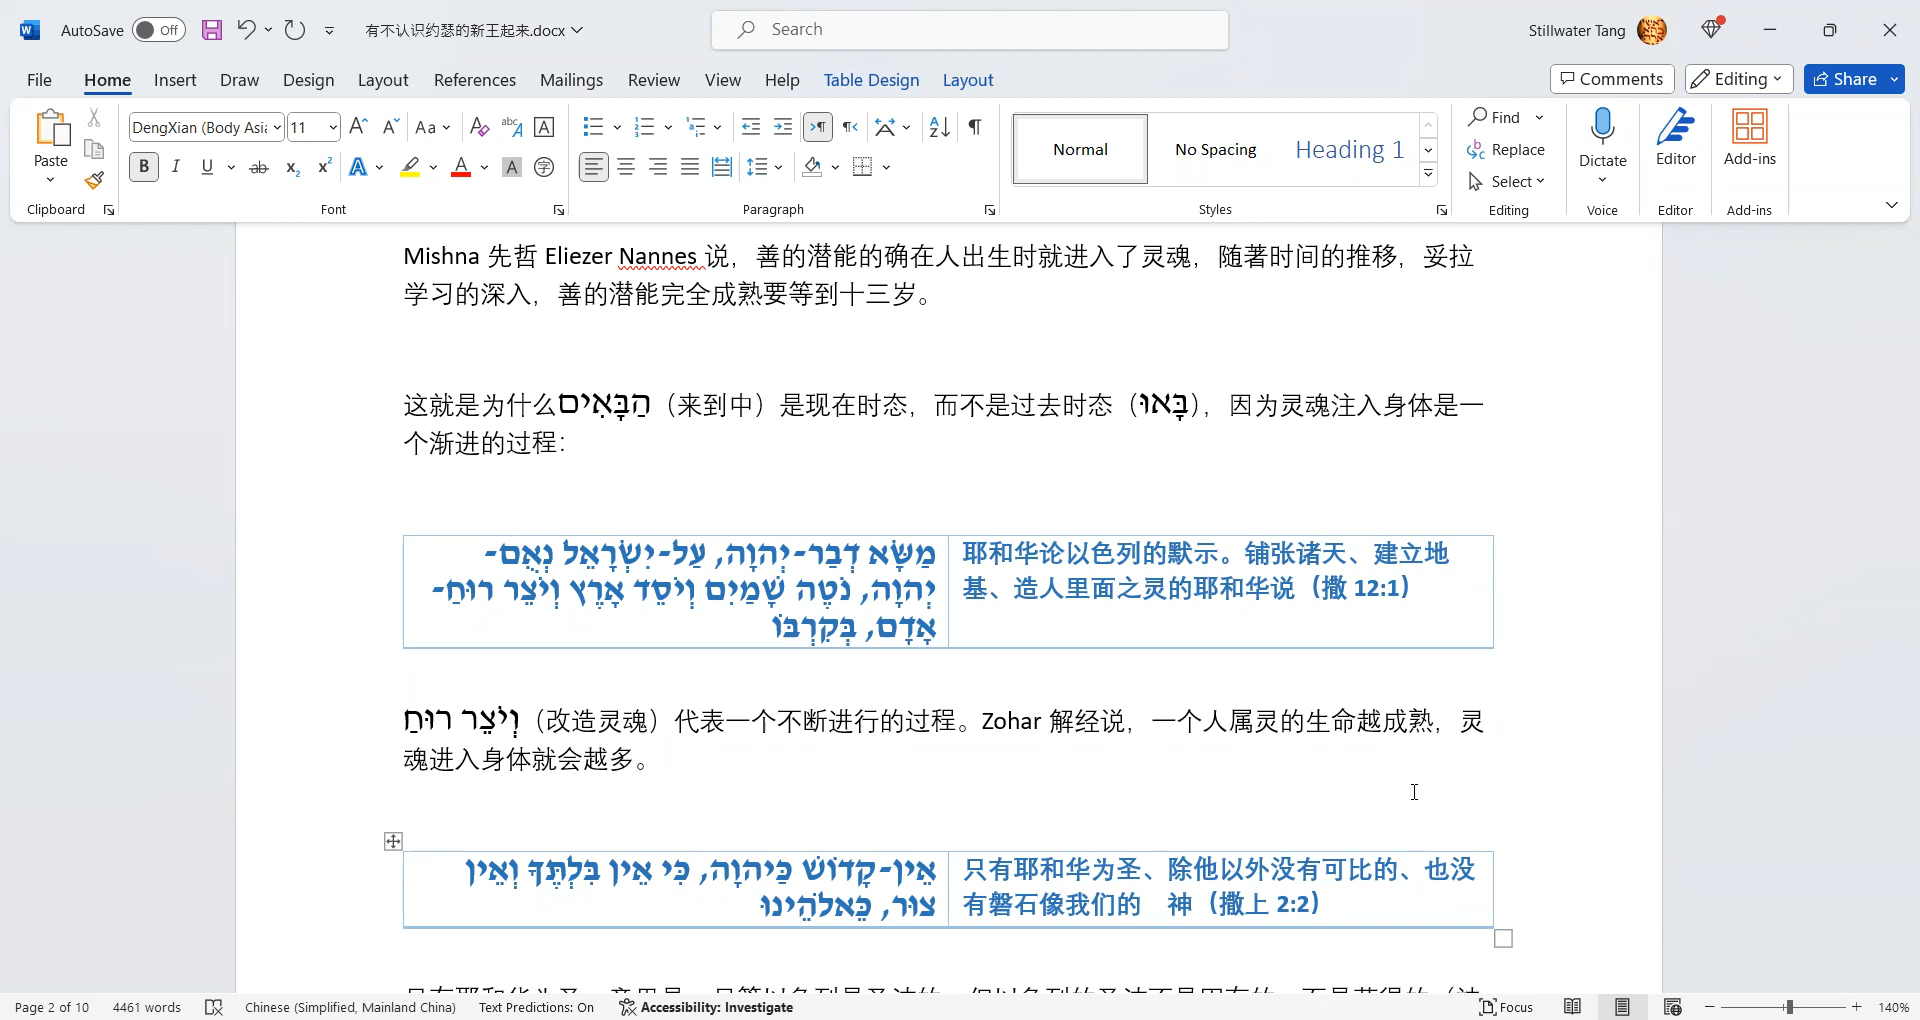 AutoSave Off 有不认识约瑟的新王起来.docx Search Stillwater Tang
File Home Insert Draw Design Layout References Mailings Review View Help Table Design Layout Comments Editing Share
Paste DengXian (Body Asia 11 Aa A Normal No Spacing Heading 1 Find Replace Select Dictate Editor Add-ins
Clipboard Font Paragraph Styles Editing Voice Editor Add-ins
Mishna 先哲 Eliezer Nannes 说，善的潜能的确在人出生时就进入了灵魂，随著时间的推移，妥拉
学习的深入，善的潜能完全成熟要等到十三岁。
这就是为什么הַבָּאִים（来到中）是现在时态，而不是过去时态（בָּאוּ），因为灵魂注入身体是一
个渐进的过程：
מַשָּׂא דְבַר-יְהוָה, עַל-יִשְׂרָאֵל נְאֻם-
יְהוָה, נֹטֶה שָׁמַיִם וְיֹסֵד אָרֶץ וְיֹצֵר רוּחַ-
אָדָם, בְּקִרְבּוֹ
耶和华论以色列的默示。铺张诸天、建立地
基、造人里面之灵的耶和华说（撒 12:1）
וְיֹצֵר רוּחַ（改造灵魂）代表一个不断进行的过程。Zohar 解经说，一个人属灵的生命越成熟，灵
魂进入身体就会越多。
אֵין-קָדוֹשׁ כַּיהוָה, כִּי אֵין בִּלְתֶּךָ וְאֵין
צוּר, כֵּאלֹהֵינוּ
只有耶和华为圣、除他以外没有可比的、也没
有磐石像我们的　神（撒上 2:2）
Page 2 of 10 4461 words Chinese (Simplified, Mainland China) Text Predictions: On Accessibility: Investigate Focus 140%